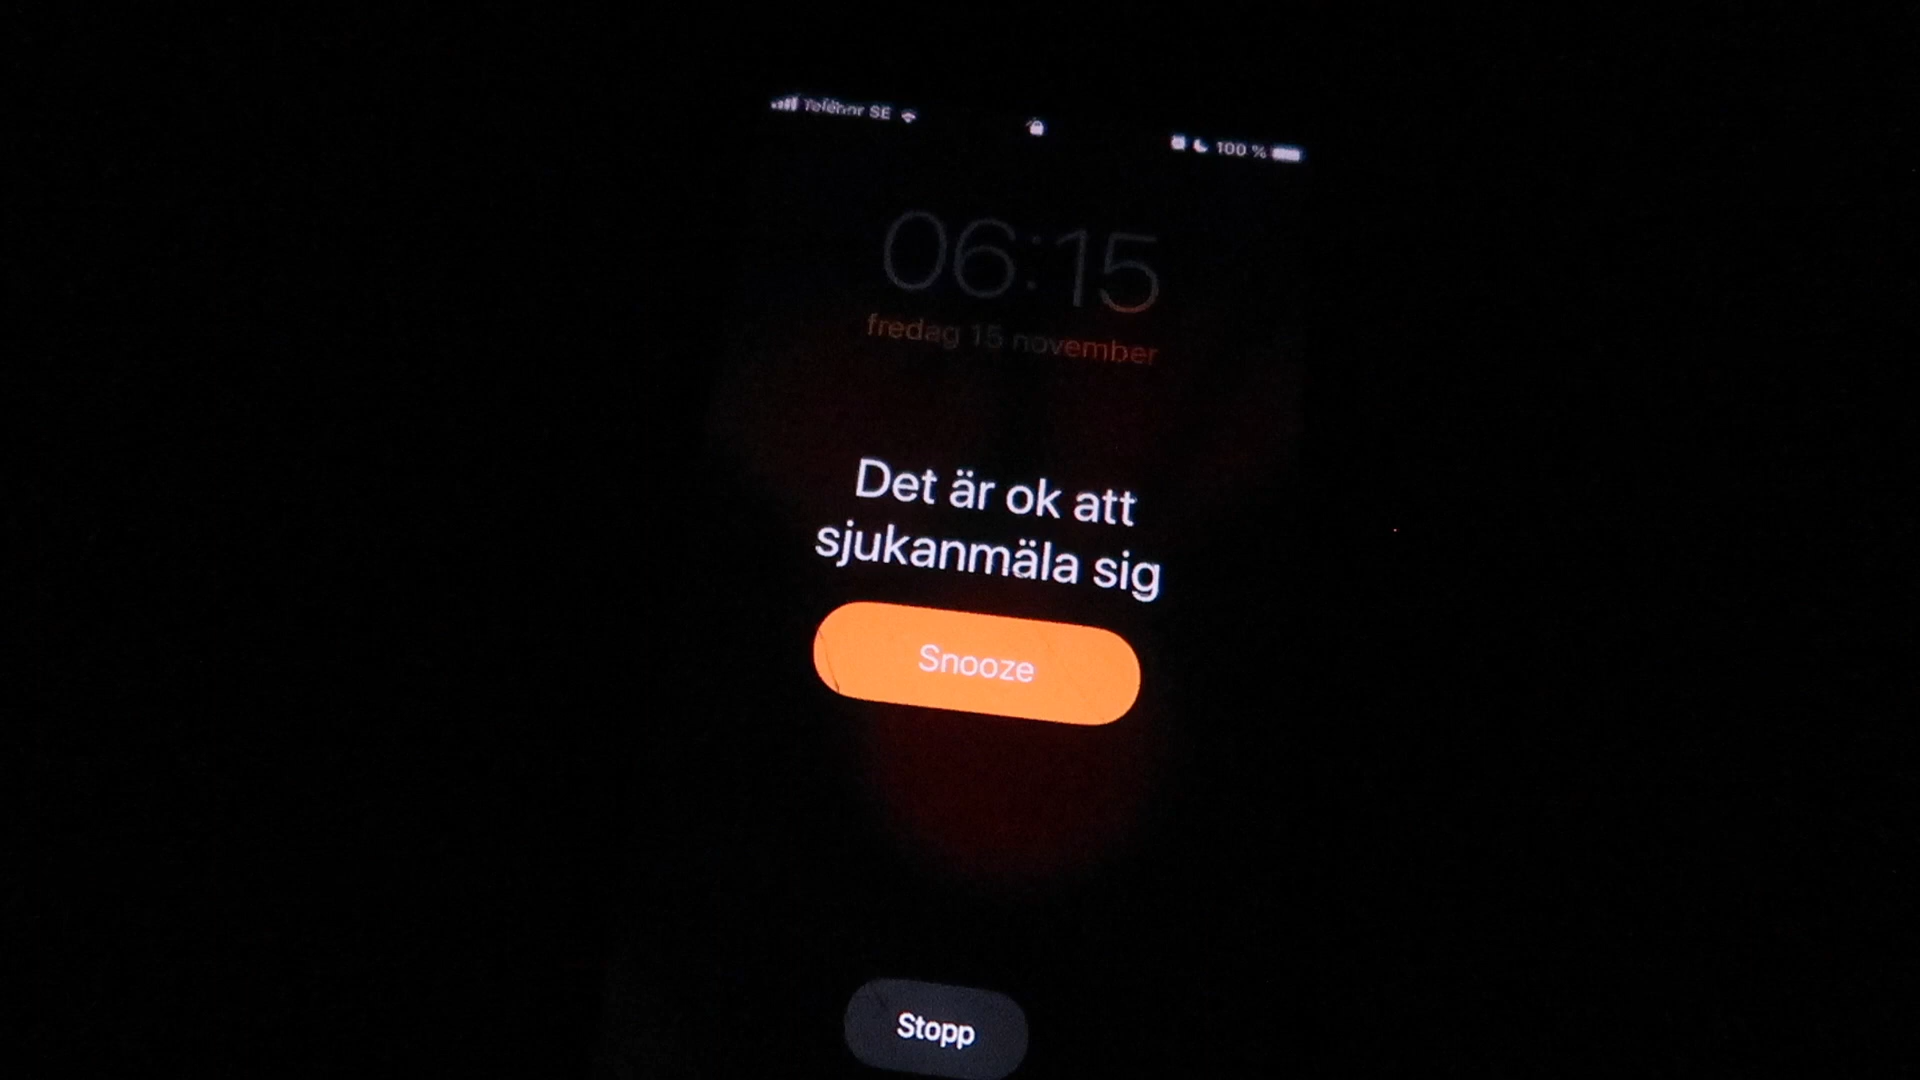 Telenor SE
100 %
06:15
fredag 15 november
Det är ok att
sjukanmäla sig
Snooze
Stopp